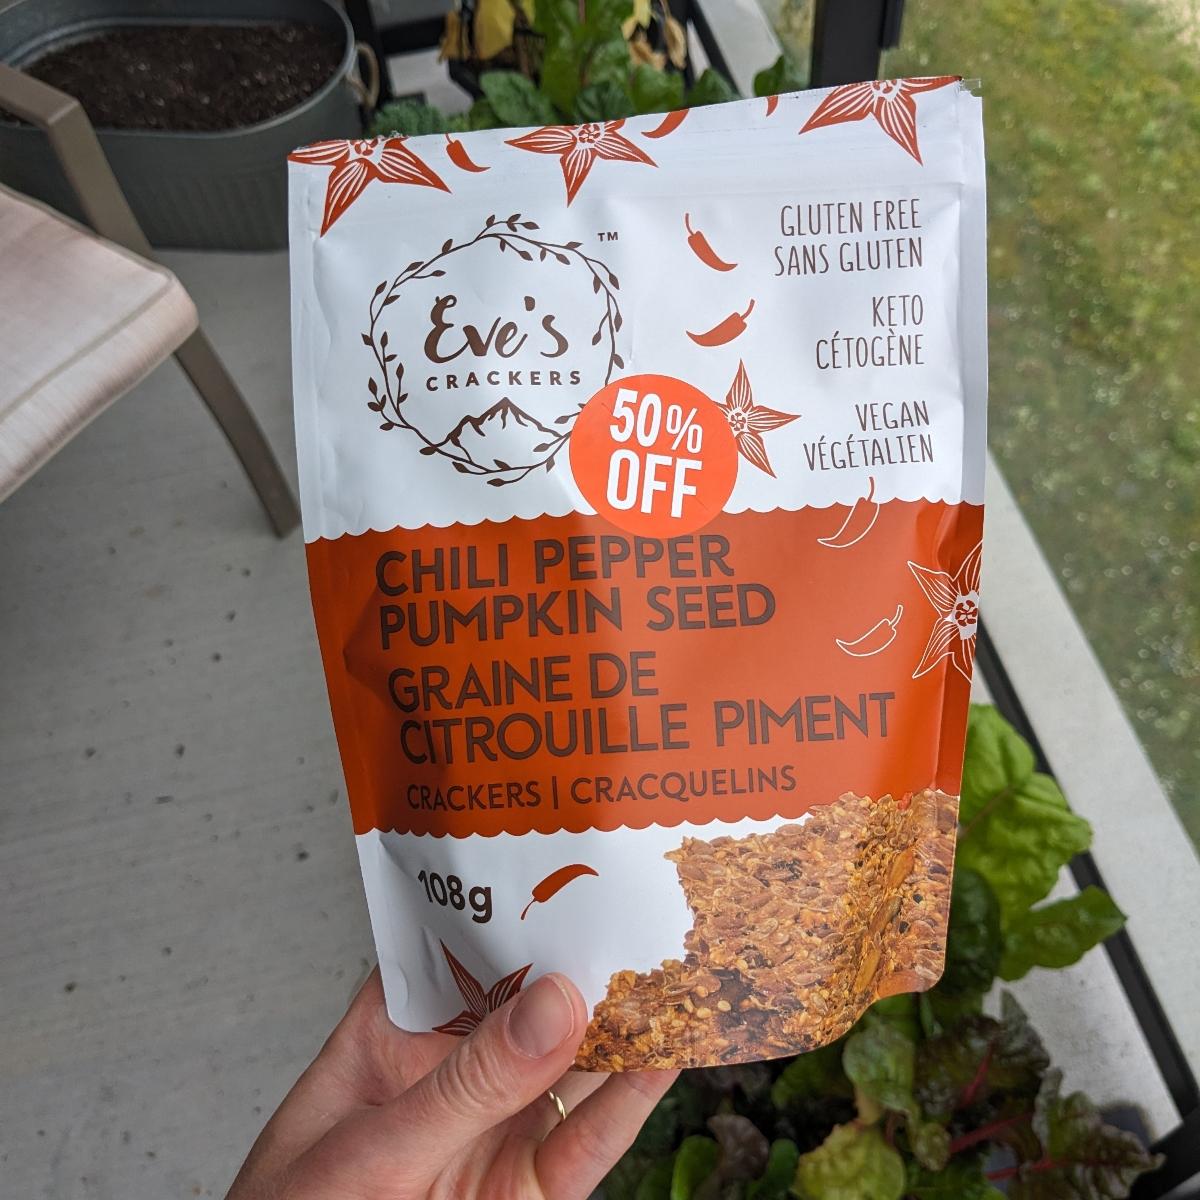 Eve's
CRACKERS
™
GLUTEN FREE
SANS GLUTEN
KETO
CÉTOGÈNE
VEGAN
VÉGÉTALIEN
50%
OFF
CHILI PEPPER
PUMPKIN SEED
GRAINE DE
CITROUILLE PIMENT
CRACKERS | CRACQUELINS
108g